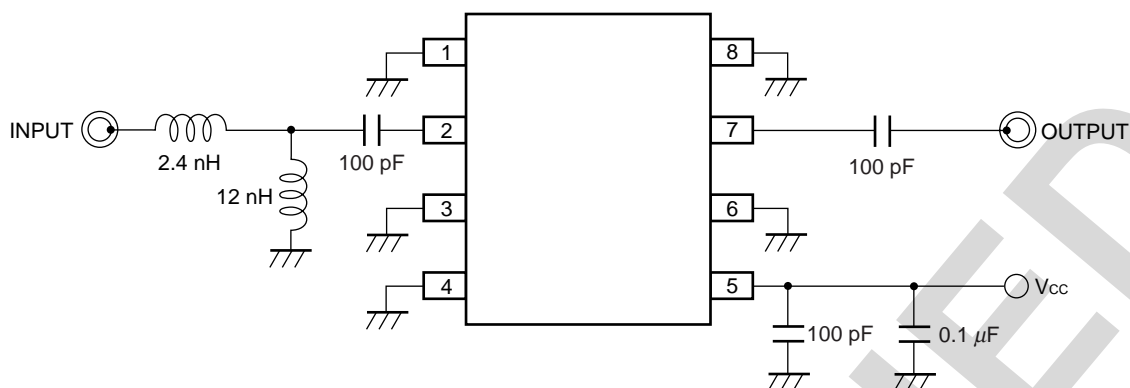 1
8
INPUT
2.4 nH
12 nH
100 pF
2
7
100 pF
OUTPUT
3
6
4
5
VCC
100 pF
0.1 μF